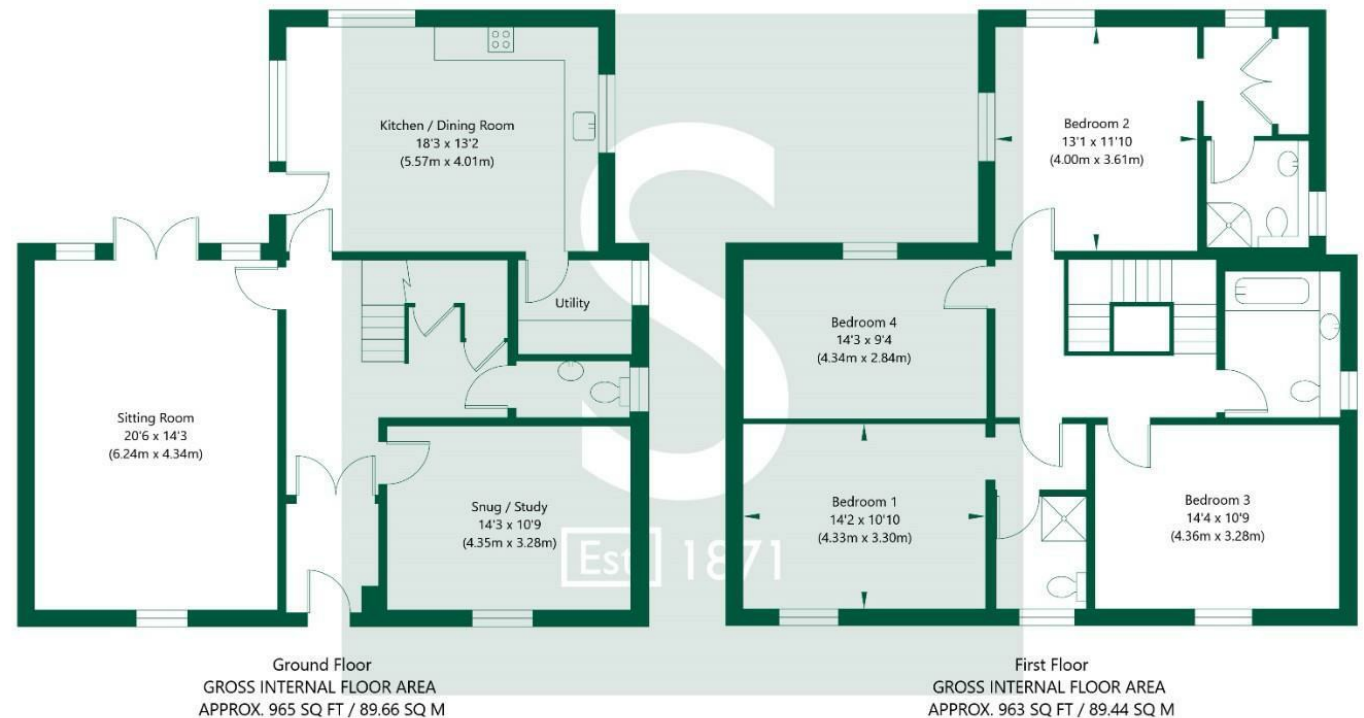 Kitchen / Dining Room
18'3 x 13'2
(5.57m x 4.01m)
Utility
Sitting Room
20'6 x 14'3
(6.24m x 4.34m)
Snug / Study
14'3 x 10'9
(4.35m x 3.28m)
Ground Floor
GROSS INTERNAL FLOOR AREA
APPROX. 965 SQ FT / 89.66 SQ M
Bedroom 2
13'1 x 11'10
(4.00m x 3.61m)
Bedroom 4
14'3 x 9'4
(4.34m x 2.84m)
Bedroom 1
14'2 x 10'10
(4.33m x 3.30m)
Bedroom 3
14'4 x 10'9
(4.36m x 3.28m)
First Floor
GROSS INTERNAL FLOOR AREA
APPROX. 963 SQ FT / 89.44 SQ M
S
Est 1871